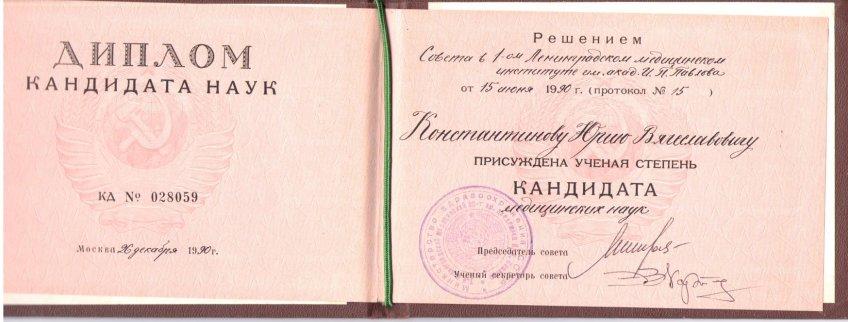 ДИПЛОМ
КАНДИДАТА НАУК
КД № 028059
Москва 26 декабря 1990г.
Решением
Совета в 1-ом Ленинградском медицинском
институте им. акад. И. П. Павлова
от 15 июня 1990 г. (протокол № 15 )
Константинову Юрию Вячеславовичу
ПРИСУЖДЕНА УЧЕНАЯ СТЕПЕНЬ
КАНДИДАТА
медицинских наук
Председатель совета
Ученый секретарь совета